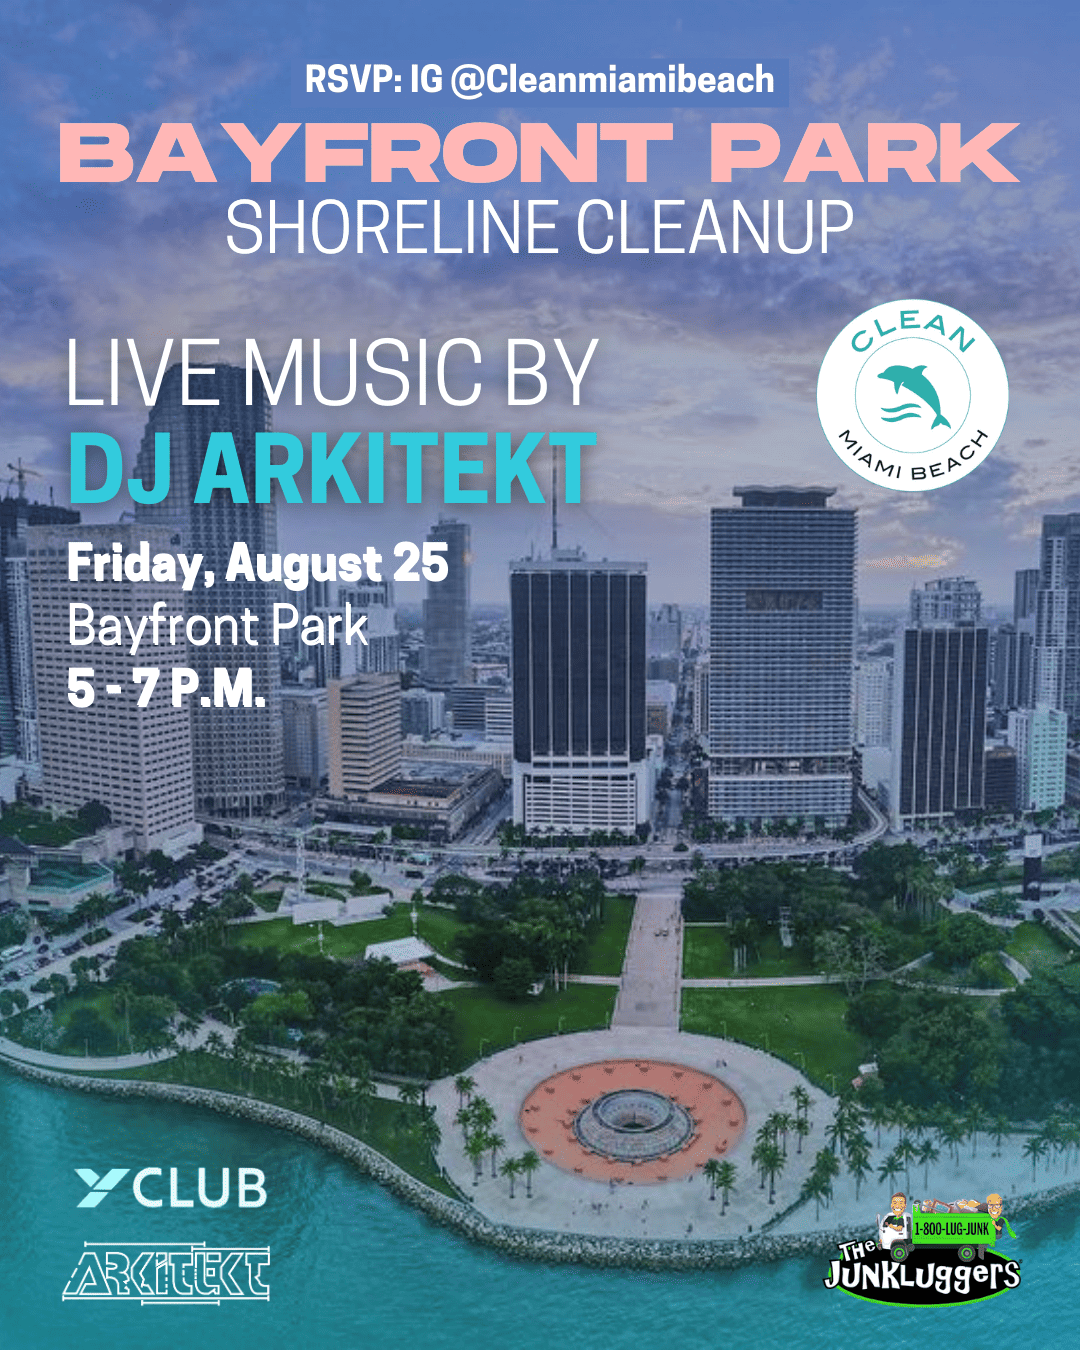 RSVP: IG @Cleanmiamibeach
BAYFRONT PARK
SHORELINE CLEANUP
LIVE MUSIC BY
DJ ARKITEKT
CLEAN
MIAMI BEACH
Friday, August 25
Bayfront Park
5 - 7 P.M.
Y CLUB
ARKITEKT
1-800-LUG-JUNK
THe
JUNKLuggerS